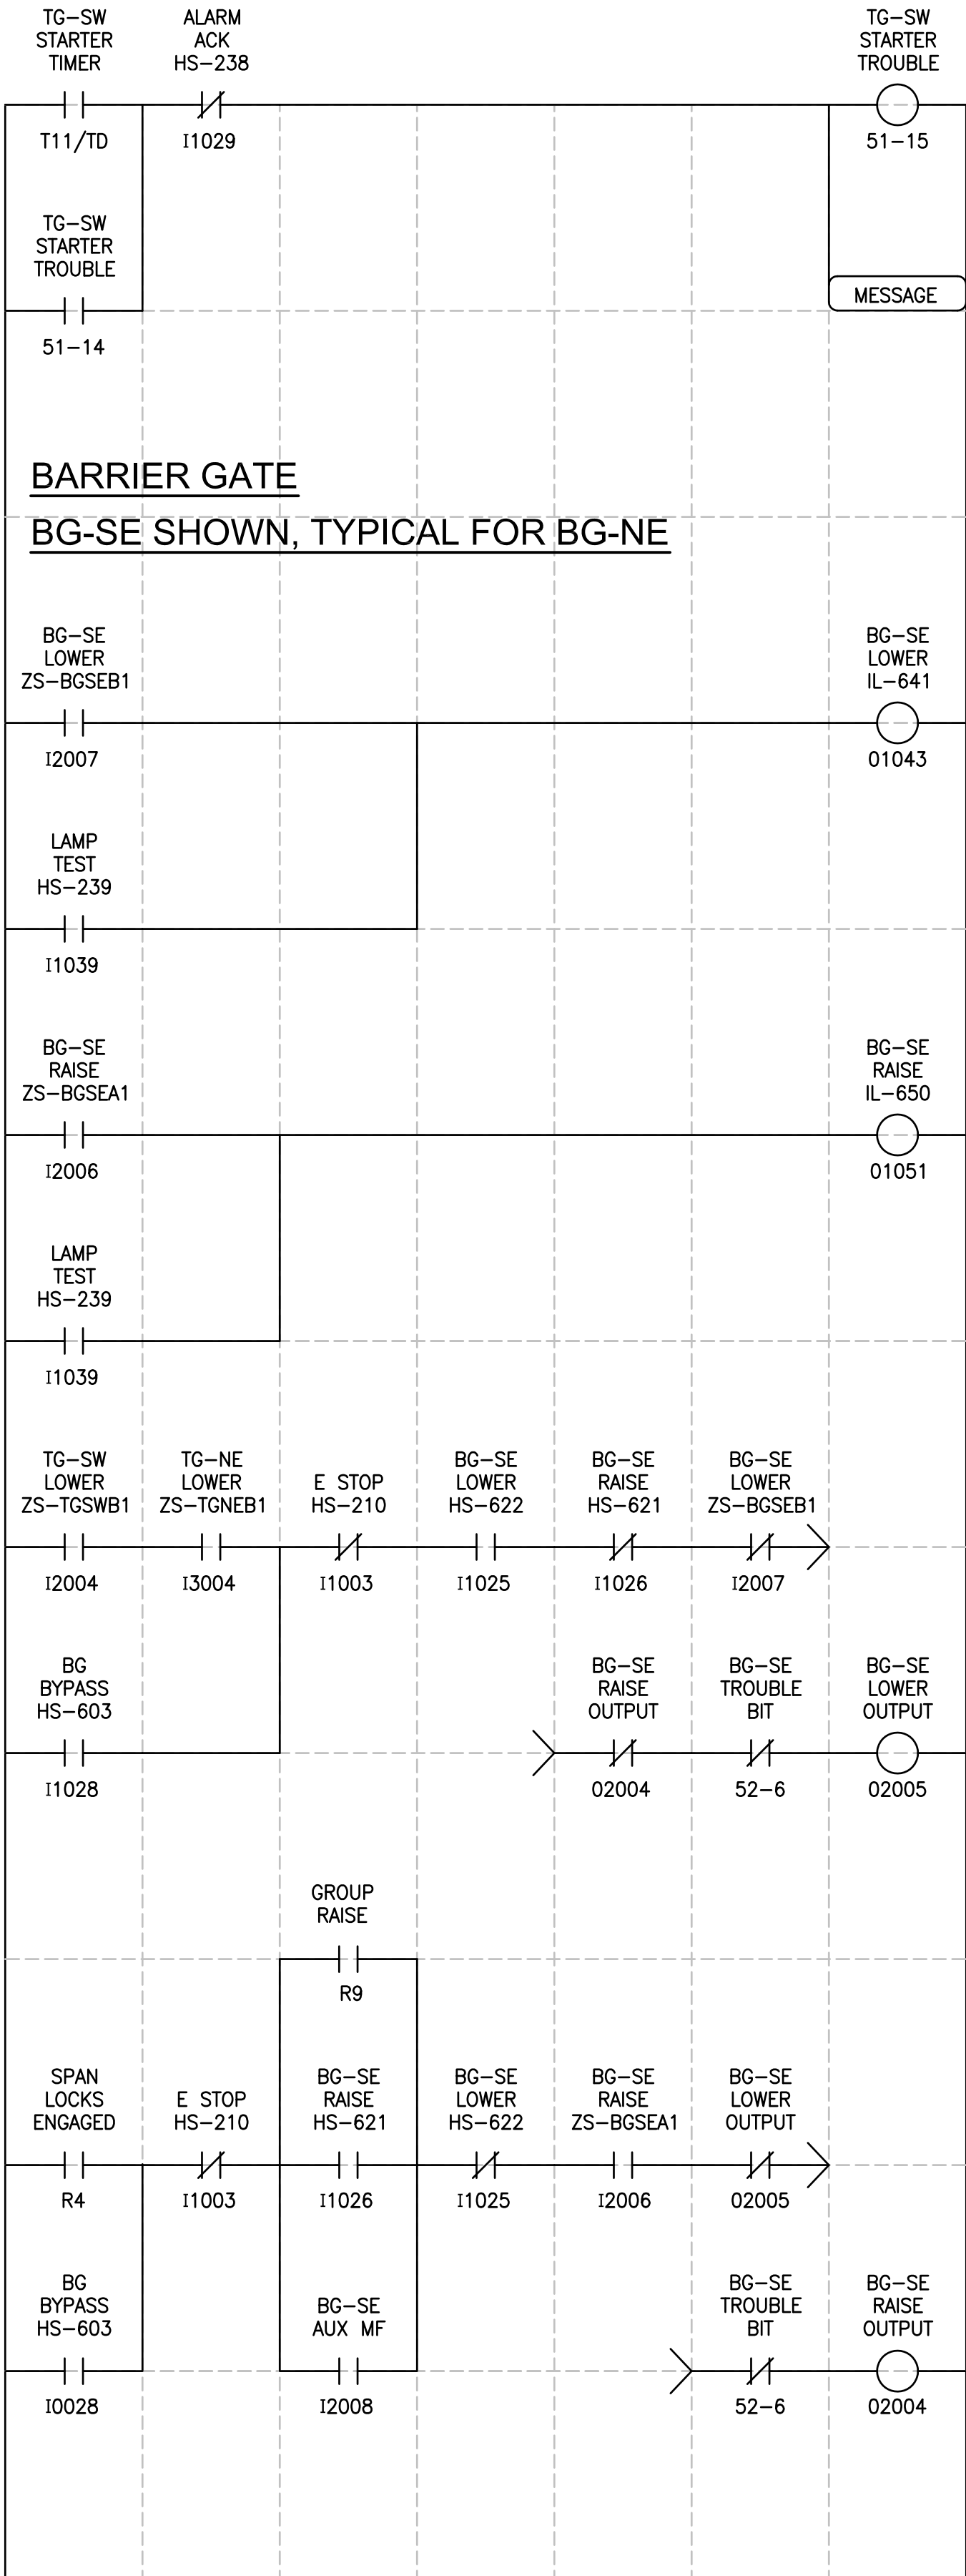 TG-SW
STARTER
TIMER
ALARM
ACK
HS-238
TG-SW
STARTER
TROUBLE
T11/TD
I1029
51-15
TG-SW
STARTER
TROUBLE
MESSAGE
51-14
BARRIER GATE
BG-SE SHOWN, TYPICAL FOR BG-NE
BG-SE
LOWER
ZS-BGSEB1
BG-SE
LOWER
IL-641
I2007
O1043
LAMP
TEST
HS-239
I1039
BG-SE
RAISE
ZS-BGSEA1
BG-SE
RAISE
IL-650
I2006
O1051
LAMP
TEST
HS-239
I1039
TG-SW
LOWER
ZS-TGSWB1
TG-NE
LOWER
ZS-TGNEB1
E STOP
HS-210
BG-SE
LOWER
HS-622
BG-SE
RAISE
HS-621
BG-SE
LOWER
ZS-BGSEB1
I2004
I3004
I1003
I1025
I1026
I2007
BG
BYPASS
HS-603
BG-SE
RAISE
OUTPUT
BG-SE
TROUBLE
BIT
BG-SE
LOWER
OUTPUT
I1028
O2004
52-6
O2005
GROUP
RAISE
R9
SPAN
LOCKS
ENGAGED
E STOP
HS-210
BG-SE
RAISE
HS-621
BG-SE
LOWER
HS-622
BG-SE
RAISE
ZS-BGSEA1
BG-SE
LOWER
OUTPUT
R4
I1003
I1026
I1025
I2006
O2005
BG
BYPASS
HS-603
BG-SE
AUX MF
BG-SE
TROUBLE
BIT
BG-SE
RAISE
OUTPUT
I0028
I2008
52-6
O2004